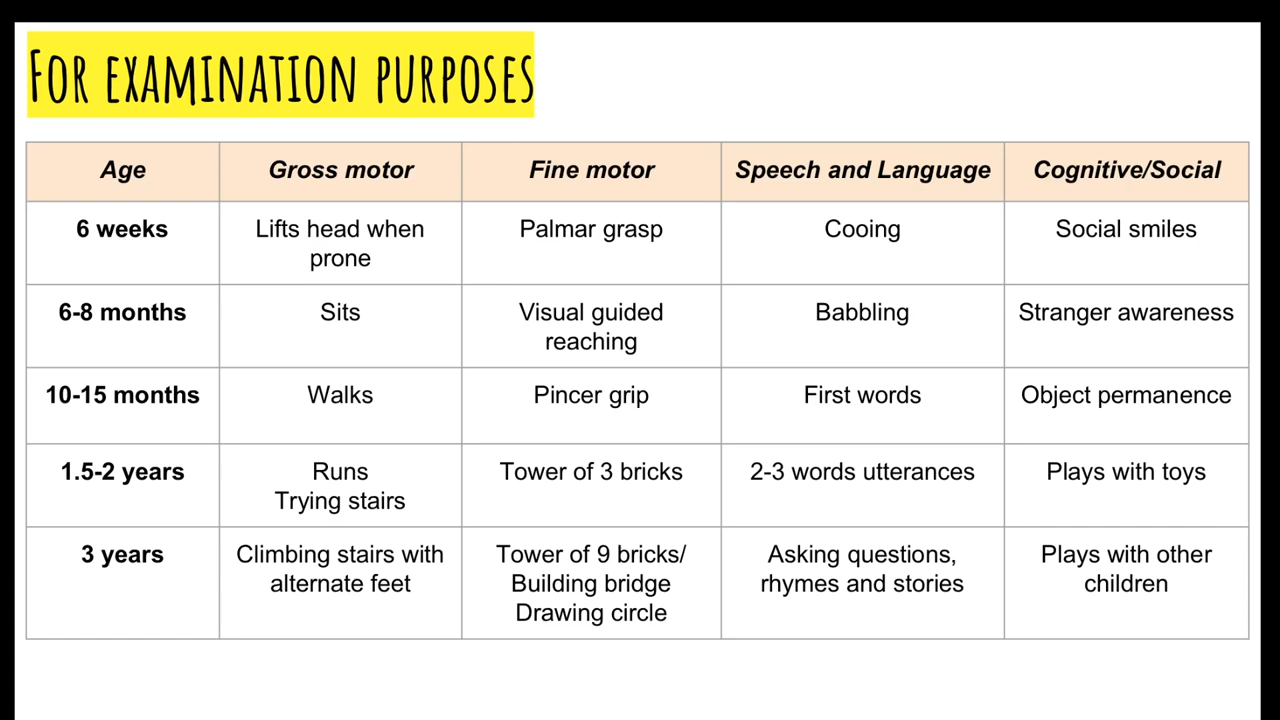 For examination purposes
Age Gross motor Fine motor Speech and Language Cognitive/Social
6 weeks Lifts head when prone Palmar grasp Cooing Social smiles
6-8 months Sits Visual guided reaching Babbling Stranger awareness
10-15 months Walks Pincer grip First words Object permanence
1.5-2 years Runs Trying stairs Tower of 3 bricks 2-3 words utterances Plays with toys
3 years Climbing stairs with alternate feet Tower of 9 bricks/ Building bridge Drawing circle Asking questions, rhymes and stories Plays with other children